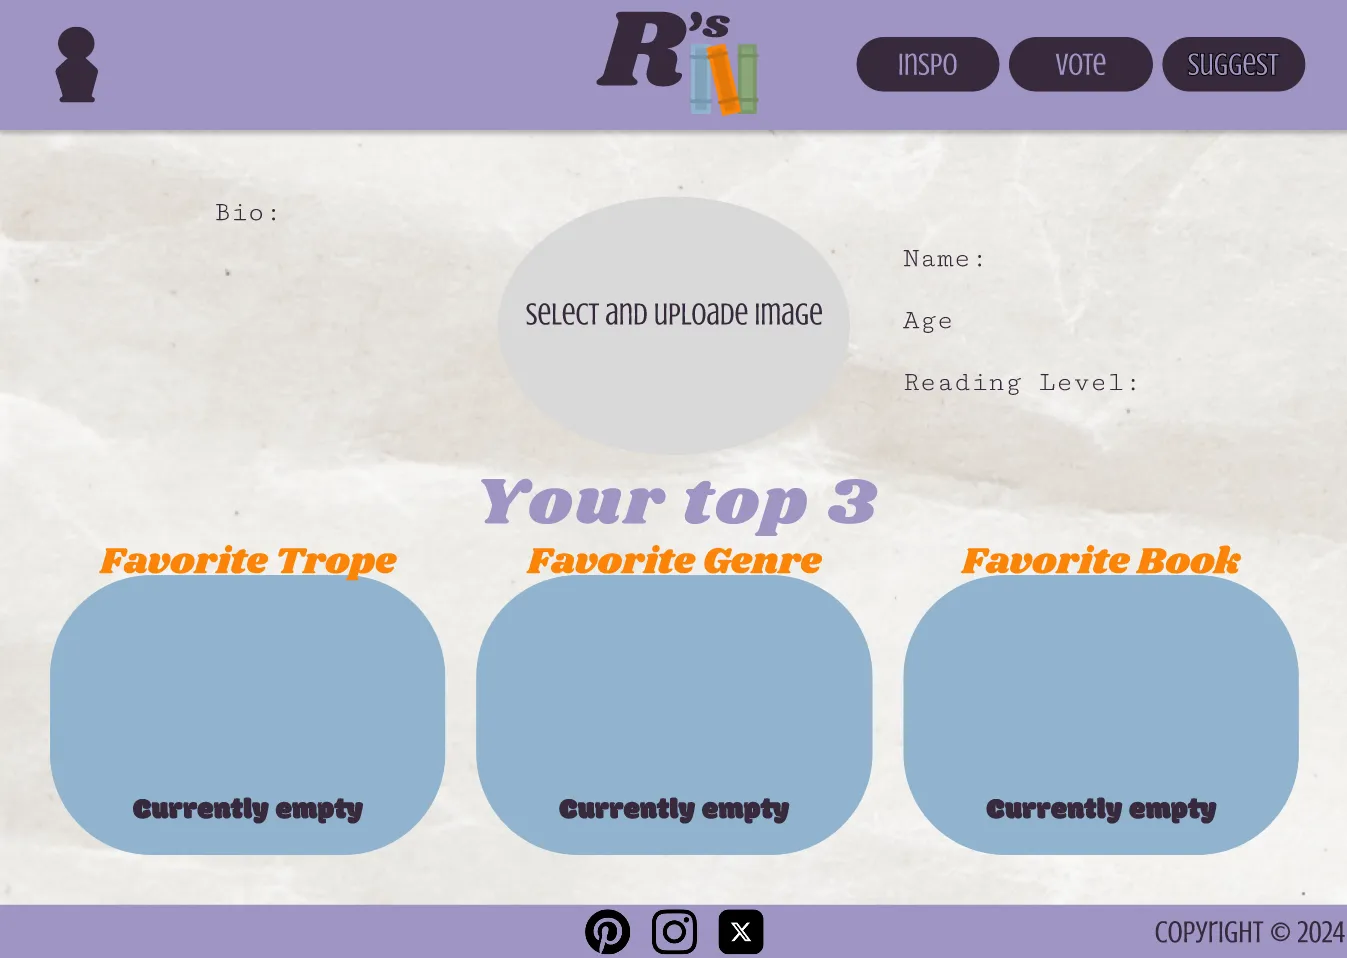 R's
Inspo
Vote
Suggest
Bio:
Select and uploade image
Name:
Age
Reading Level:
Your top 3
Favorite Trope
Favorite Genre
Favorite Book
Currently empty
Currently empty
Currently empty
X
Copyright © 2024